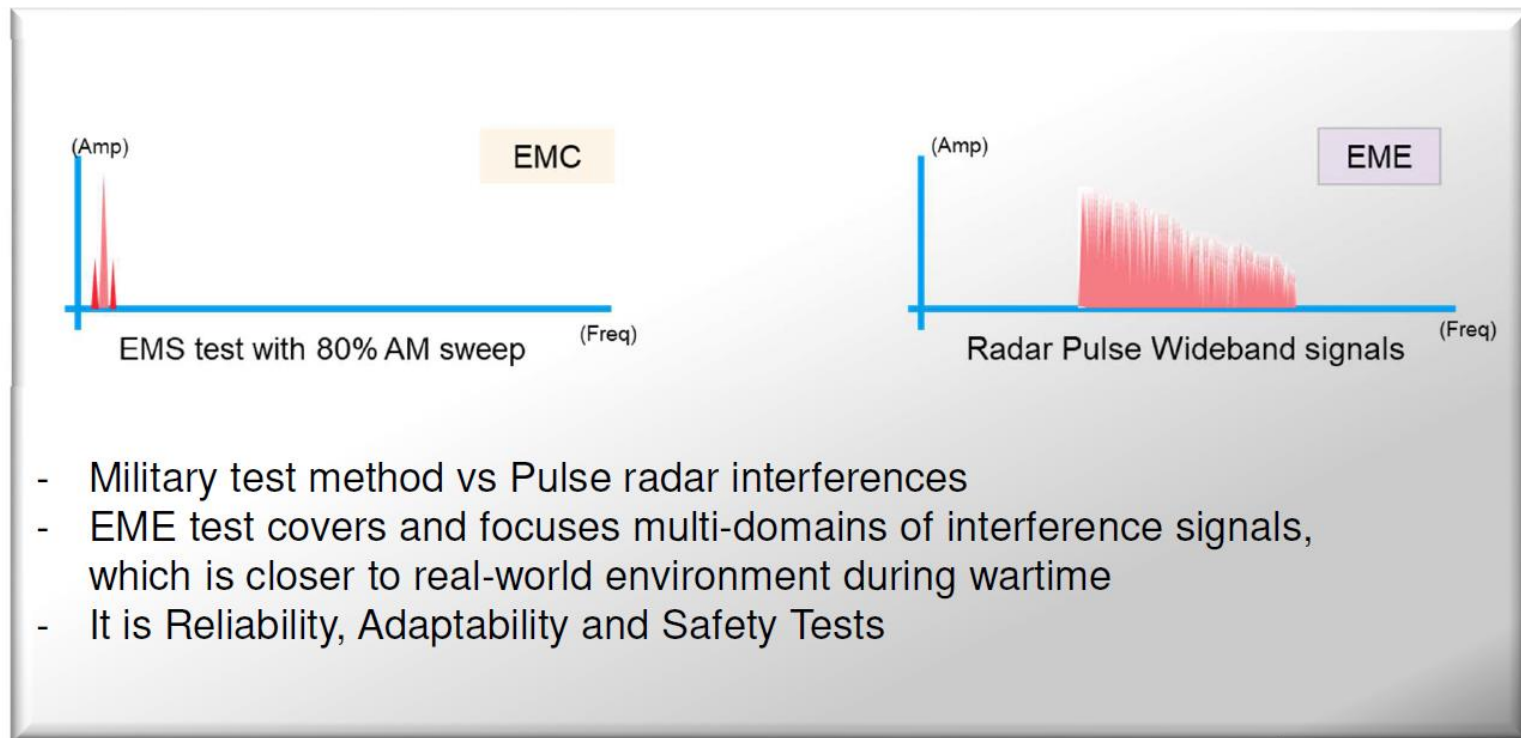 (Amp)
EMC
(Freq)
EMS test with 80% AM sweep
(Amp)
EME
(Freq)
Radar Pulse Wideband signals
- Military test method vs Pulse radar interferences
- EME test covers and focuses multi-domains of interference signals,
which is closer to real-world environment during wartime
- It is Reliability, Adaptability and Safety Tests